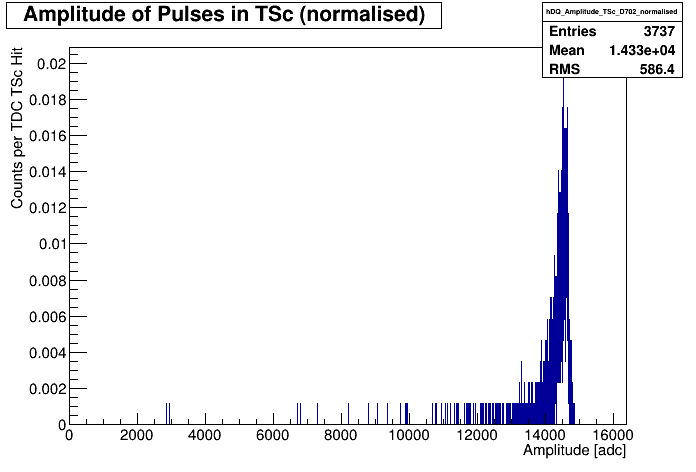 Amplitude of Pulses in TSc (normalised)
hDQ_Amplitude_TSc_D702_normalised
Entries 3737
Mean 1.433e+04
RMS 586.4
Counts per TDC TSc Hit
0.02
0.018
0.016
0.014
0.012
0.01
0.008
0.006
0.004
0.002
0
0 2000 4000 6000 8000 10000 12000 14000 16000
Amplitude [adc]